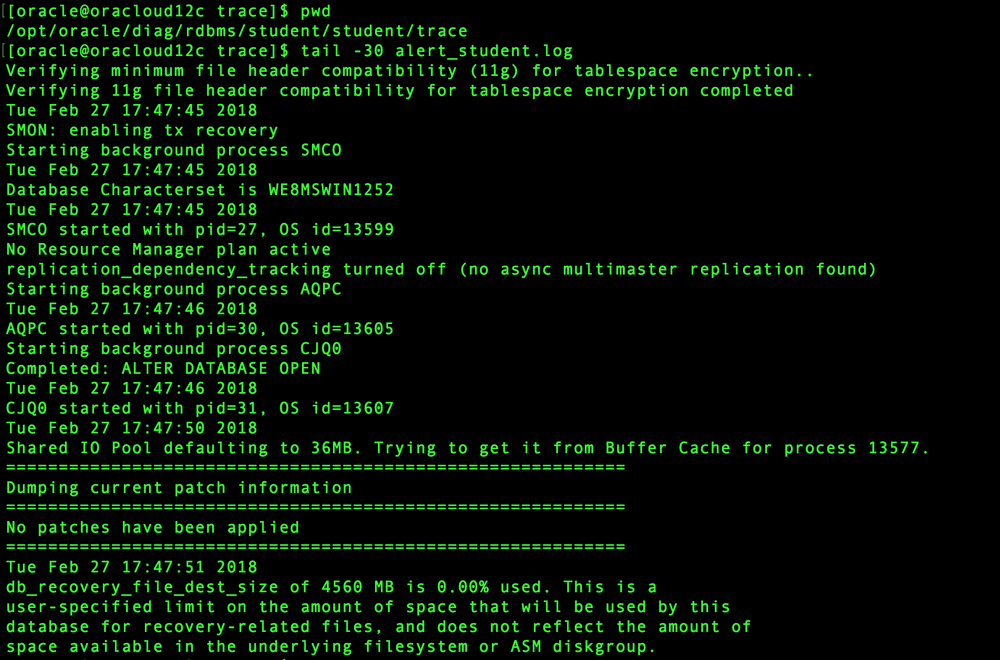 [[oracle@oracloud12c trace]$ pwd
/opt/oracle/diag/rdbms/student/student/trace
[[oracle@oracloud12c trace]$ tail -30 alert_student.log
Verifying minimum file header compatibility (11g) for tablespace encryption..
Verifying 11g file header compatibility for tablespace encryption completed
Tue Feb 27 17:47:45 2018
SMON: enabling tx recovery
Starting background process SMCO
Tue Feb 27 17:47:45 2018
Database Characterset is WE8MSWIN1252
Tue Feb 27 17:47:45 2018
SMCO started with pid=27, OS id=13599
No Resource Manager plan active
replication_dependency_tracking turned off (no async multimaster replication found)
Starting background process AQPC
Tue Feb 27 17:47:46 2018
AQPC started with pid=30, OS id=13605
Starting background process CJQ0
Completed: ALTER DATABASE OPEN
Tue Feb 27 17:47:46 2018
CJQ0 started with pid=31, OS id=13607
Tue Feb 27 17:47:50 2018
Shared IO Pool defaulting to 36MB. Trying to get it from Buffer Cache for process 13577.
===========================================================
Dumping current patch information
===========================================================
No patches have been applied
===========================================================
Tue Feb 27 17:47:51 2018
db_recovery_file_dest_size of 4560 MB is 0.00% used. This is a
user-specified limit on the amount of space that will be used by this
database for recovery-related files, and does not reflect the amount of
space available in the underlying filesystem or ASM diskgroup.